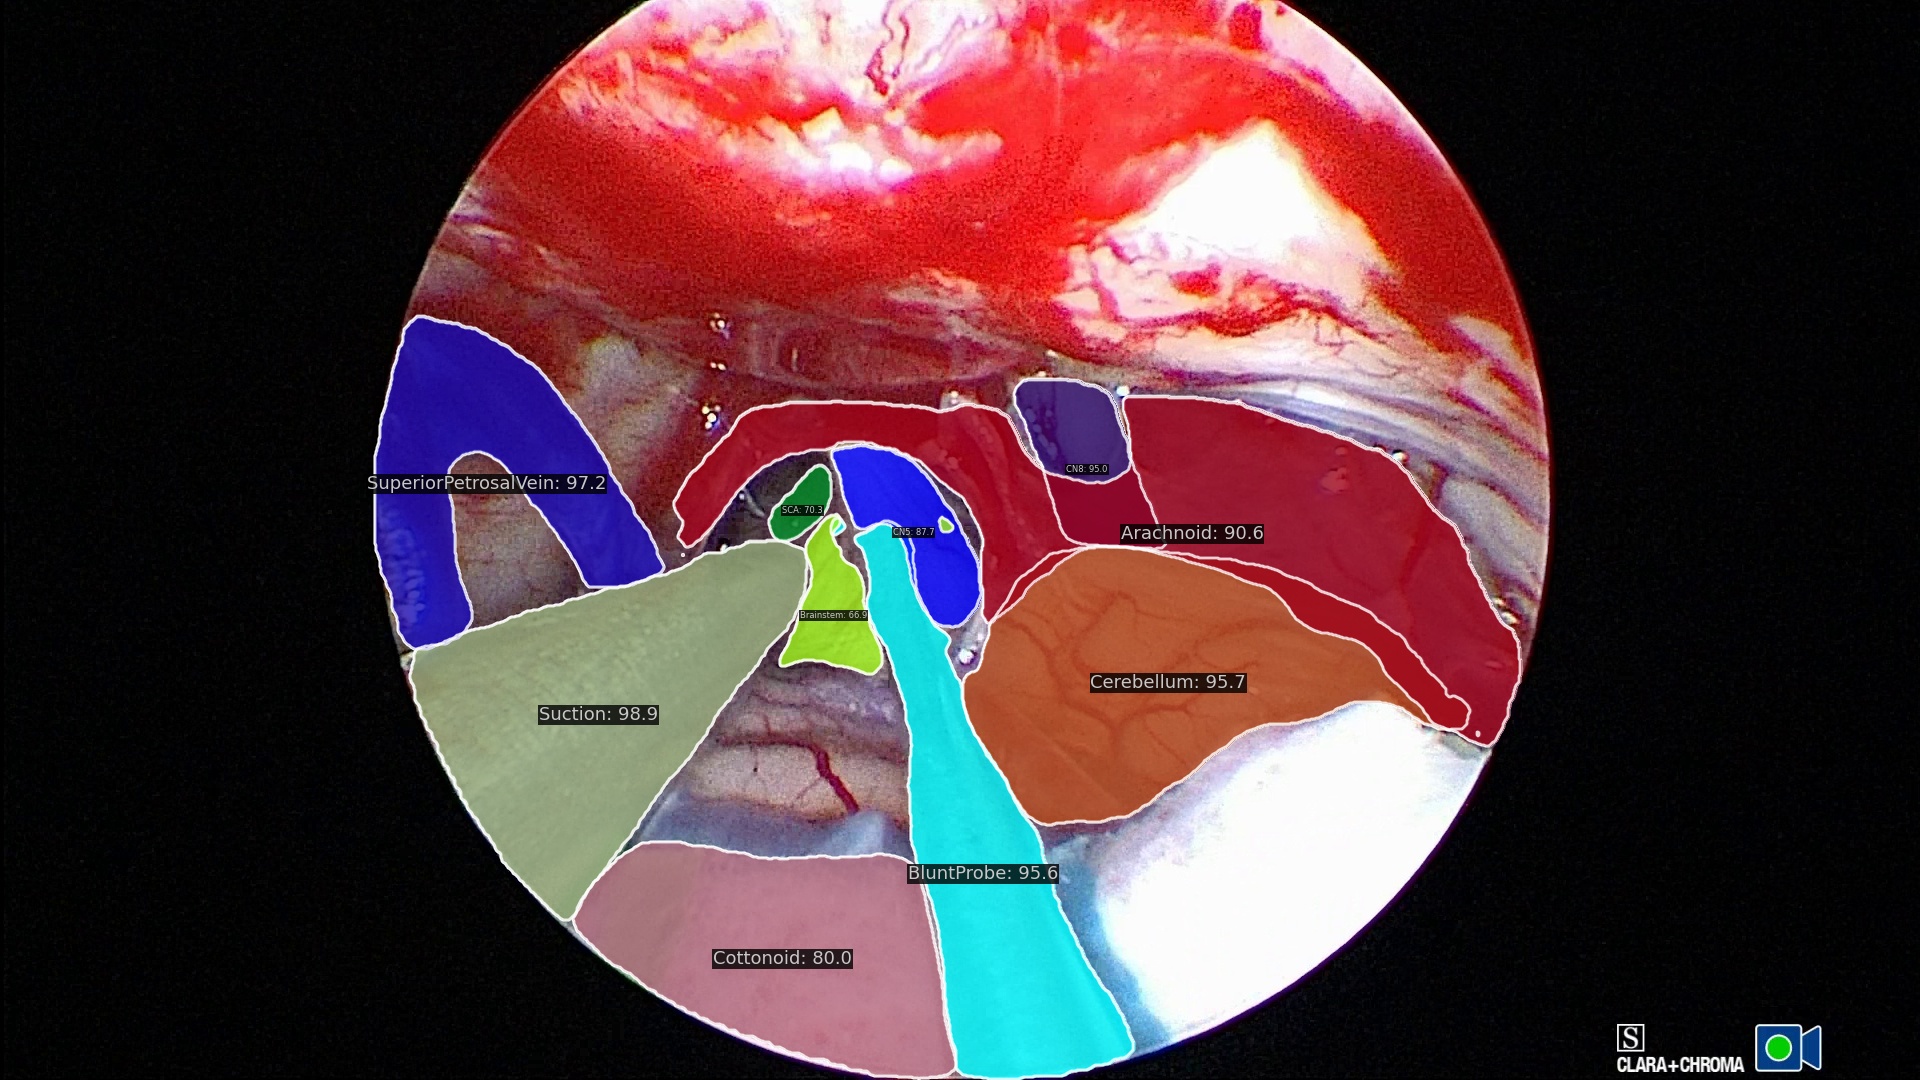 CN8: 95.0
SuperiorPetrosalVein: 97.2
SCA: 70.3
CN5: 87.7
Arachnoid: 90.6
Brainstem: 66.9
Cerebellum: 95.7
Suction: 98.9
BluntProbe: 95.6
Cottonoid: 80.0
S
CLARA+CHROMA